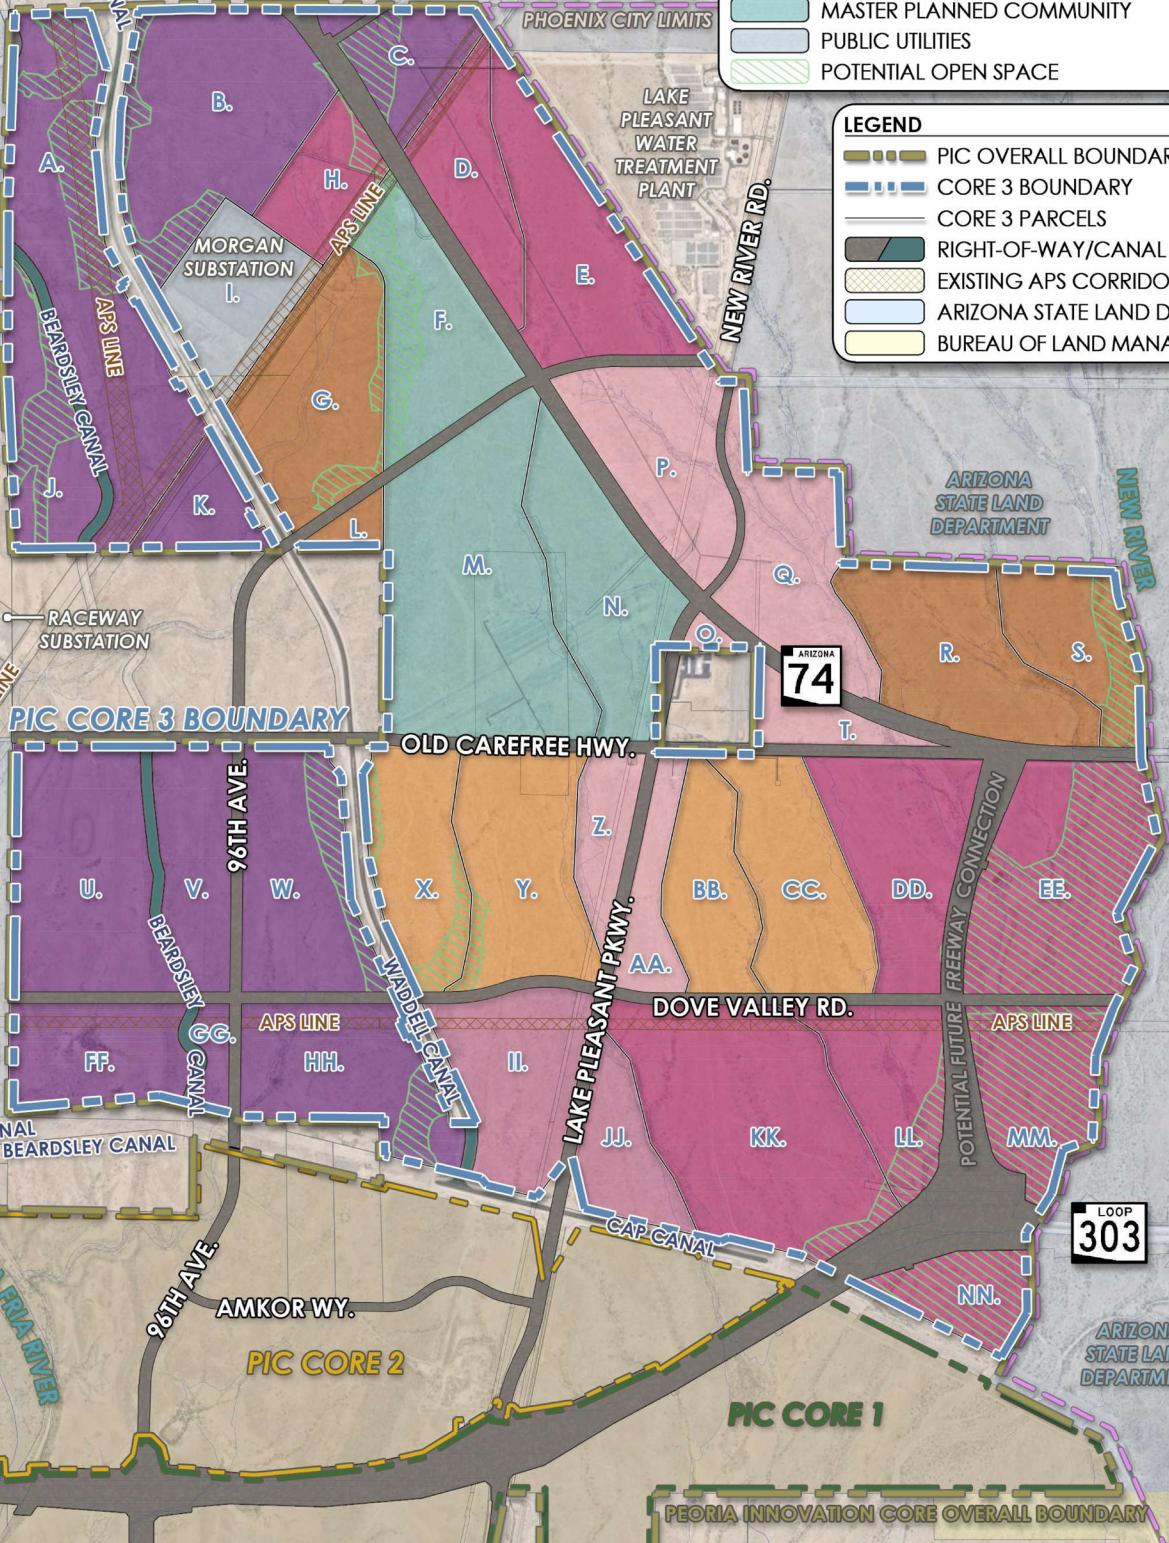 PHOENIX CITY LIMITS
MASTER PLANNED COMMUNITY
PUBLIC UTILITIES
POTENTIAL OPEN SPACE
LEGEND
PIC OVERALL BOUNDAR
CORE 3 BOUNDARY
CORE 3 PARCELS
RIGHT-OF-WAY/CANAL
EXISTING APS CORRIDO
ARIZONA STATE LAND D
BUREAU OF LAND MANA
NAL
C.
B.
A.
LAKE
PLEASANT
WATER
TREATMENT
PLANT
D.
H.
APS LINE
NEW RIVER RD.
MORGAN
SUBSTATION
I.
E.
F.
BEARDSLEY CANAL
APS LINE
G.
P.
J.
K.
L.
ARIZONA
STATE LAND
DEPARTMENT
NEW RIVER
M.
N.
Q.
RACEWAY
SUBSTATION
O.
R.
S.
ARIZONA
74
INE
PIC CORE 3 BOUNDARY
T.
OLD CAREFREE HWY.
96TH AVE.
Z.
U.
V.
W.
X.
Y.
BB.
CC.
DD.
EE.
POTENTIAL FUTURE FREEWAY CONNECTION
BEARDSLEY CANAL
WADDELL CANAL
LAKE PLEASANT PKWY.
AA.
DOVE VALLEY RD.
APS LINE
APS LINE
GG.
FF.
HH.
II.
JJ.
KK.
LL.
MM.
NAL
BEARDSLEY CANAL
CAP CANAL
LOOP
303
96TH AVE.
AMKOR WY.
NN.
FRIA RIVER
PIC CORE 2
ARIZON
STATE LA
DEPARTM
PIC CORE 1
PEORIA INNOVATION CORE OVERALL BOUNDARY